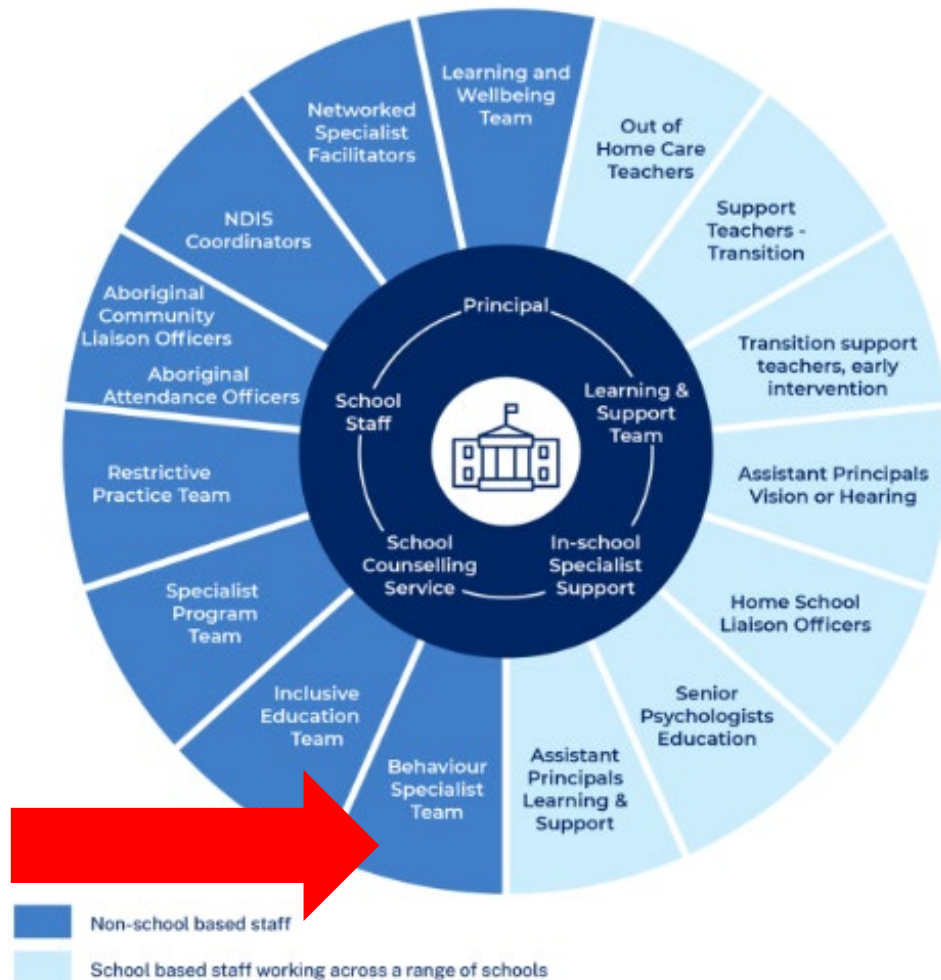 Learning and
Wellbeing
Team
Out of
Home Care
Teachers
Support
Teachers -
Transition
Transition support
teachers, early
intervention
Assistant Principals
Vision or Hearing
Home School
Liaison Officers
Senior
Psychologists
Education
Assistant
Principals
Learning &
Support
Behaviour
Specialist
Team
Inclusive
Education
Team
Specialist
Program
Team
Restrictive
Practice Team
Aboriginal
Community
Liaison Officers
Aboriginal
Attendance Officers
NDIS
Coordinators
Networked
Specialist
Facilitators
Principal
Learning &
Support
Team
In-school
Specialist
Support
School
Counselling
Service
School
Staff
Non-school based staff
School based staff working across a range of schools